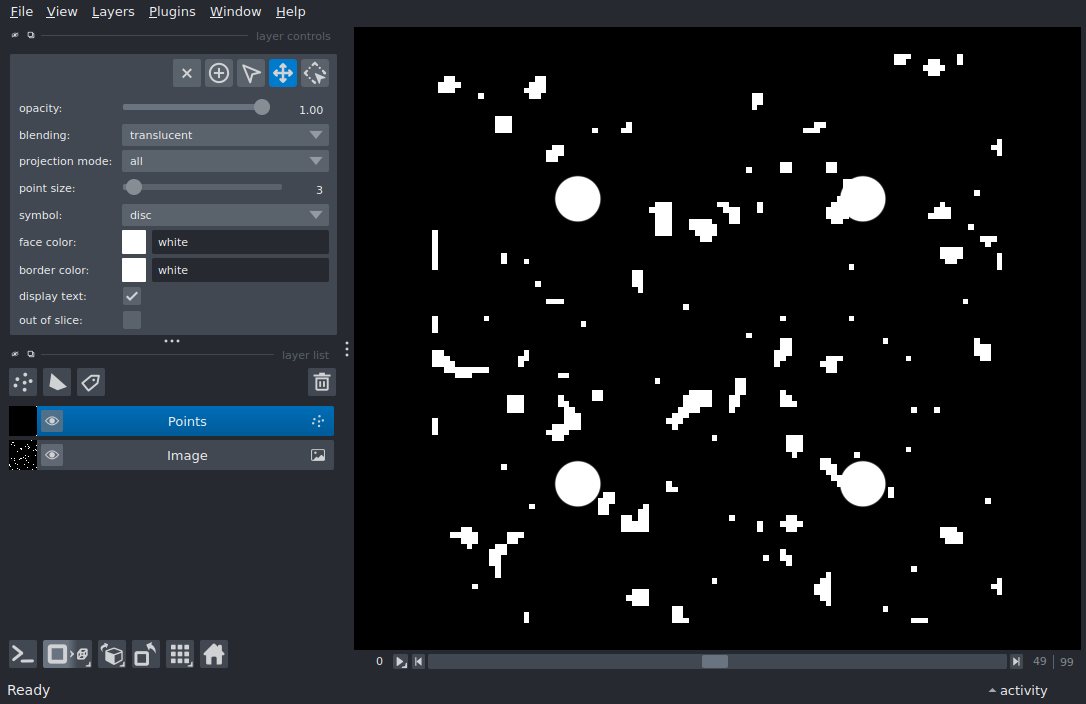 File View Layers Plugins Window Help
layer controls
opacity: 1.00
blending: translucent
projection mode: all
point size: 3
symbol: disc
face color: white
border color: white
display text:
out of slice:
layer list
Points
Image
0 49 99
Ready activity